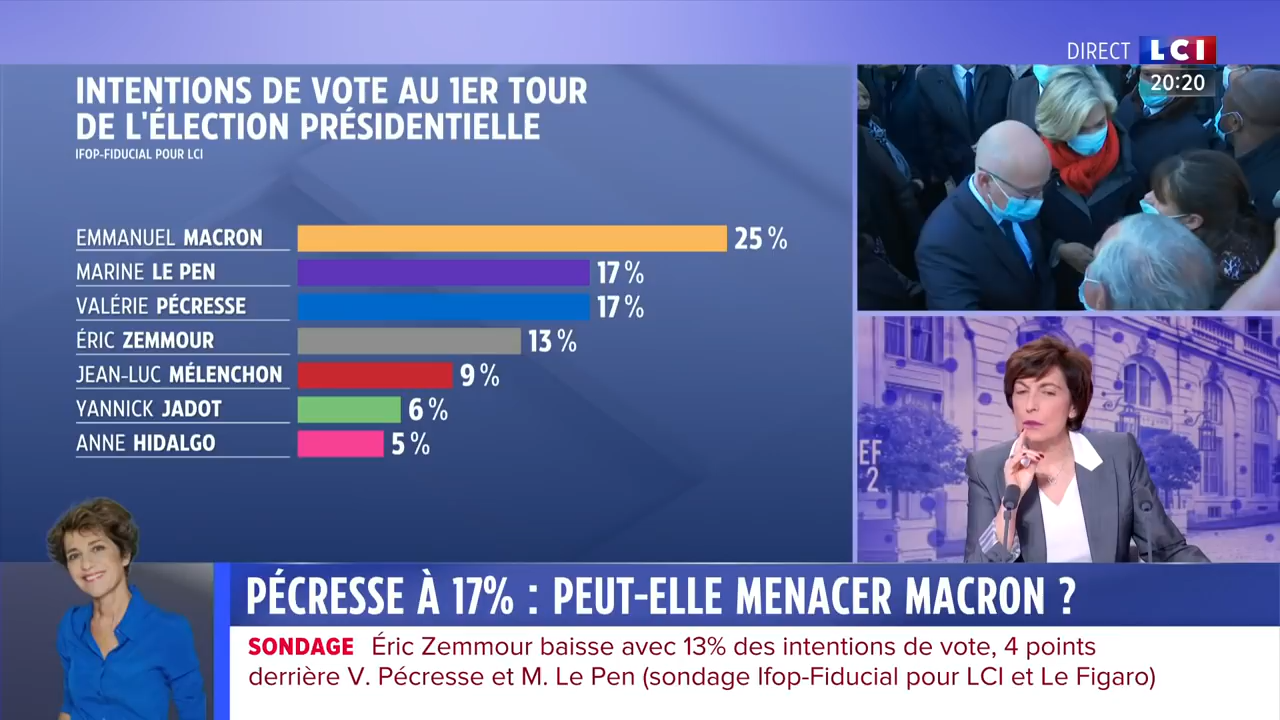 DIRECT LCI
20:20
INTENTIONS DE VOTE AU 1ER TOUR
DE L'ÉLECTION PRÉSIDENTIELLE
IFOP-FIDUCIAL POUR LCI
EMMANUEL MACRON 25 %
MARINE LE PEN 17 %
VALÉRIE PÉCRESSE 17 %
ÉRIC ZEMMOUR 13 %
JEAN-LUC MÉLENCHON 9 %
YANNICK JADOT 6 %
ANNE HIDALGO 5 %
EF
2
PÉCRESSE À 17% : PEUT-ELLE MENACER MACRON ?
SONDAGE Éric Zemmour baisse avec 13% des intentions de vote, 4 points
derrière V. Pécresse et M. Le Pen (sondage Ifop-Fiducial pour LCI et Le Figaro)